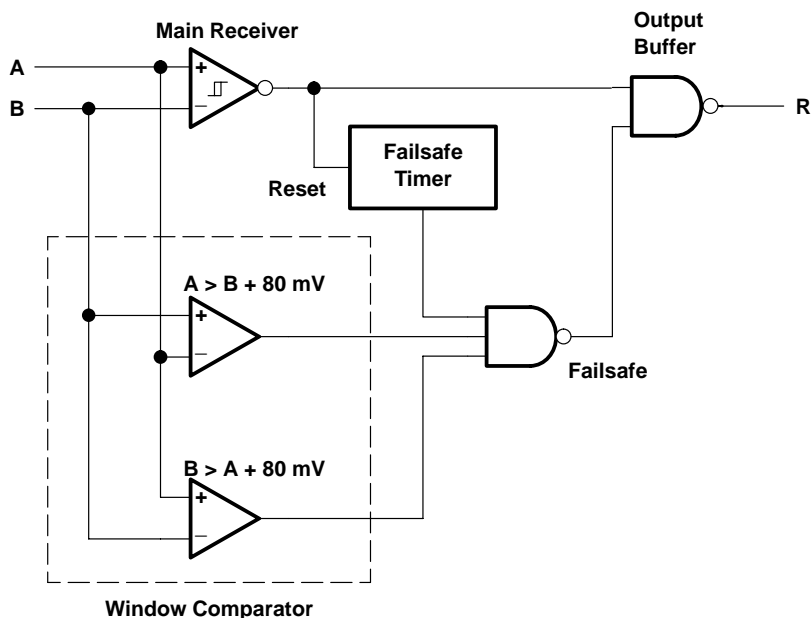 Main Receiver
Output
Buffer
A
B
+
–
R
Failsafe
Timer
Reset
A > B + 80 mV
+
–
Failsafe
B > A + 80 mV
+
–
Window Comparator